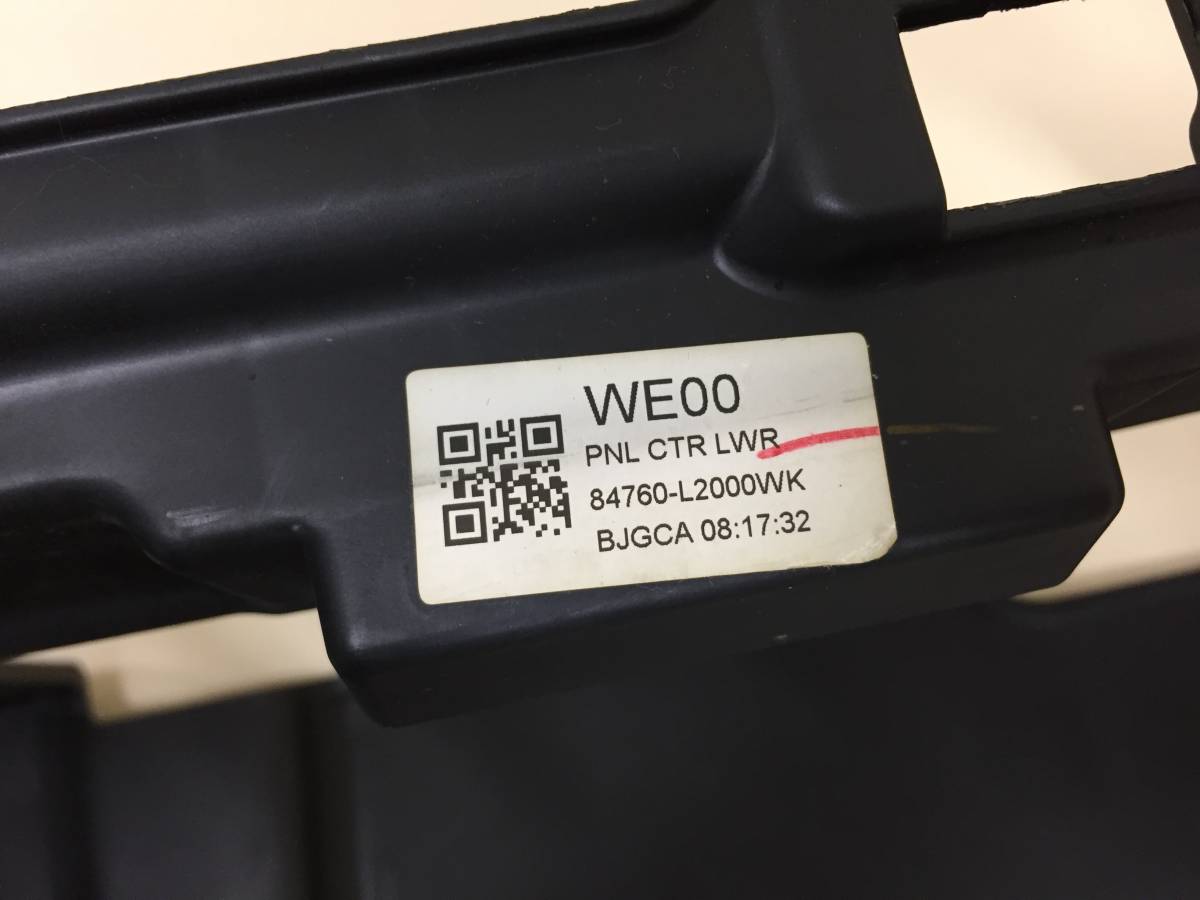 WE00
PNL CTR LWR
84760-L2000WK
BJGCA 08:17:32